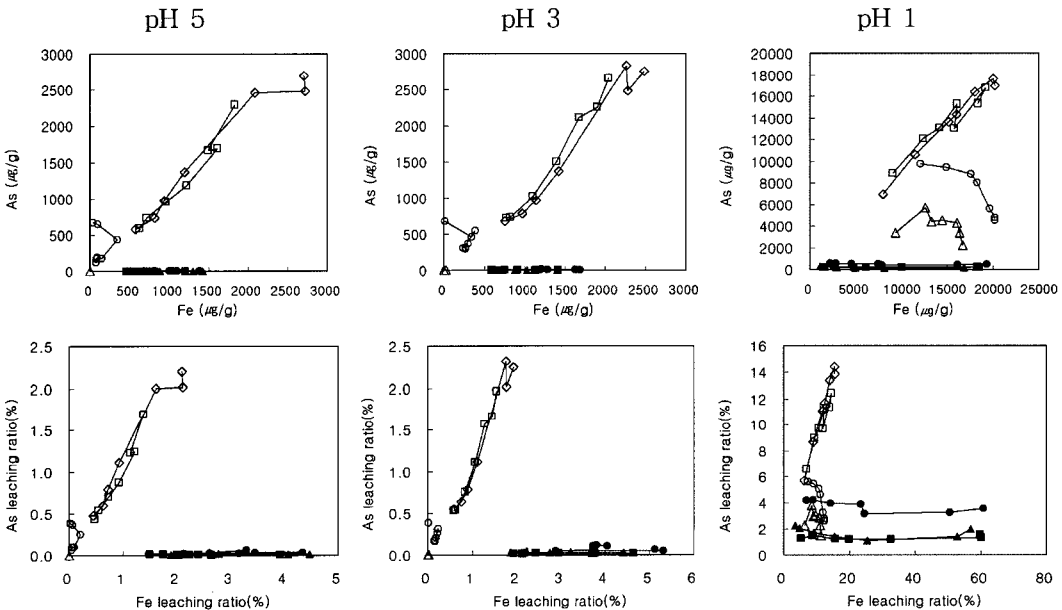 pH 5
pH 3
pH 1
3000
2500
2000
1500
1000
500
0
As (㎍/g)
0 500 1000 1500 2000 2500 3000
Fe (㎍/g)
3000
2500
2000
1500
1000
500
0
As (㎍/g)
0 500 1000 1500 2000 2500 3000
Fe (㎍/g)
20000
18000
16000
14000
12000
10000
8000
6000
4000
2000
0
As (㎍/g)
0 5000 10000 15000 20000 25000
Fe (㎍/g)
2.5
2.0
1.5
1.0
0.5
0.0
As leaching ratio(%)
0 1 2 3 4 5
Fe leaching ratio(%)
2.5
2.0
1.5
1.0
0.5
0.0
As leaching ratio(%)
0 1 2 3 4 5 6
Fe leaching ratio(%)
16
14
12
10
8
6
4
2
0
As leaching ratio(%)
0 20 40 60 80
Fe leaching ratio(%)